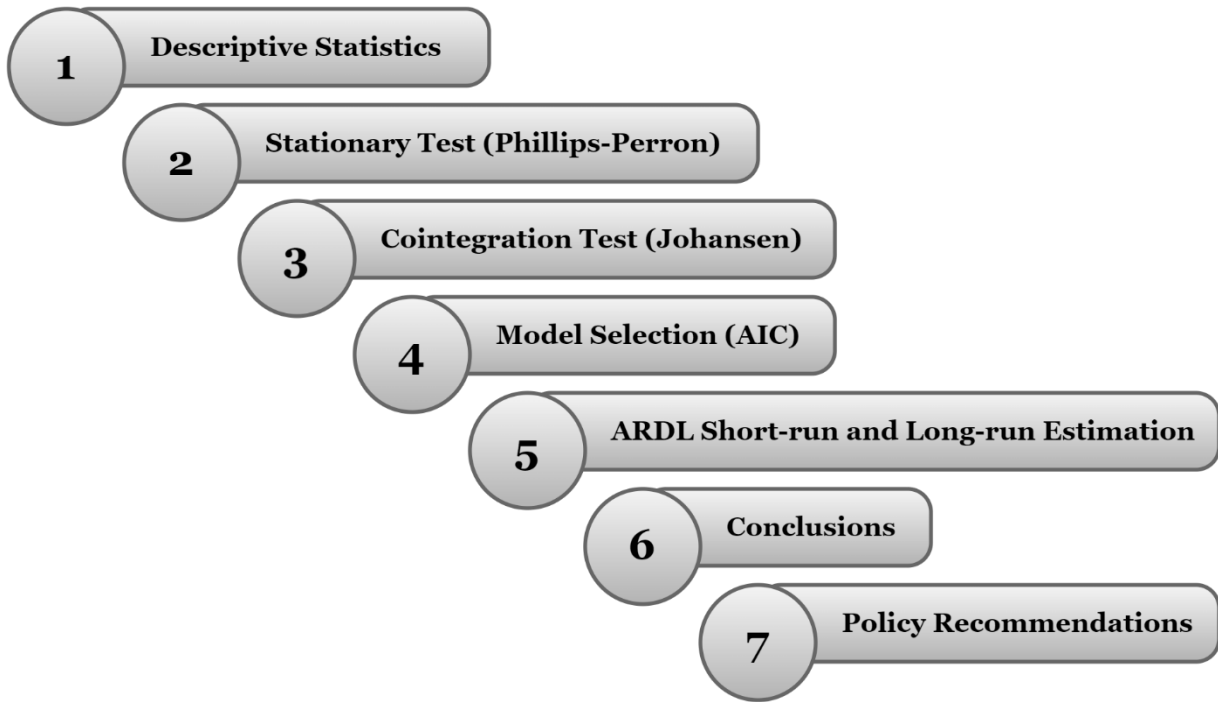 1 Descriptive Statistics
2 Stationary Test (Phillips-Perron)
3 Cointegration Test (Johansen)
4 Model Selection (AIC)
5 ARDL Short-run and Long-run Estimation
6 Conclusions
7 Policy Recommendations